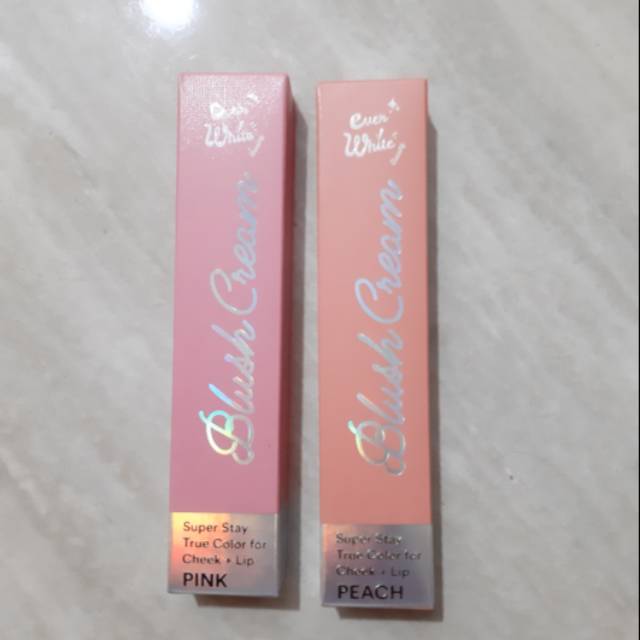 Ever
White
Blush Cream
Super Stay
True Color for
Cheek + Lip
PINK
Ever
White
Blush Cream
Super Stay
True Color for
Cheek + Lip
PEACH